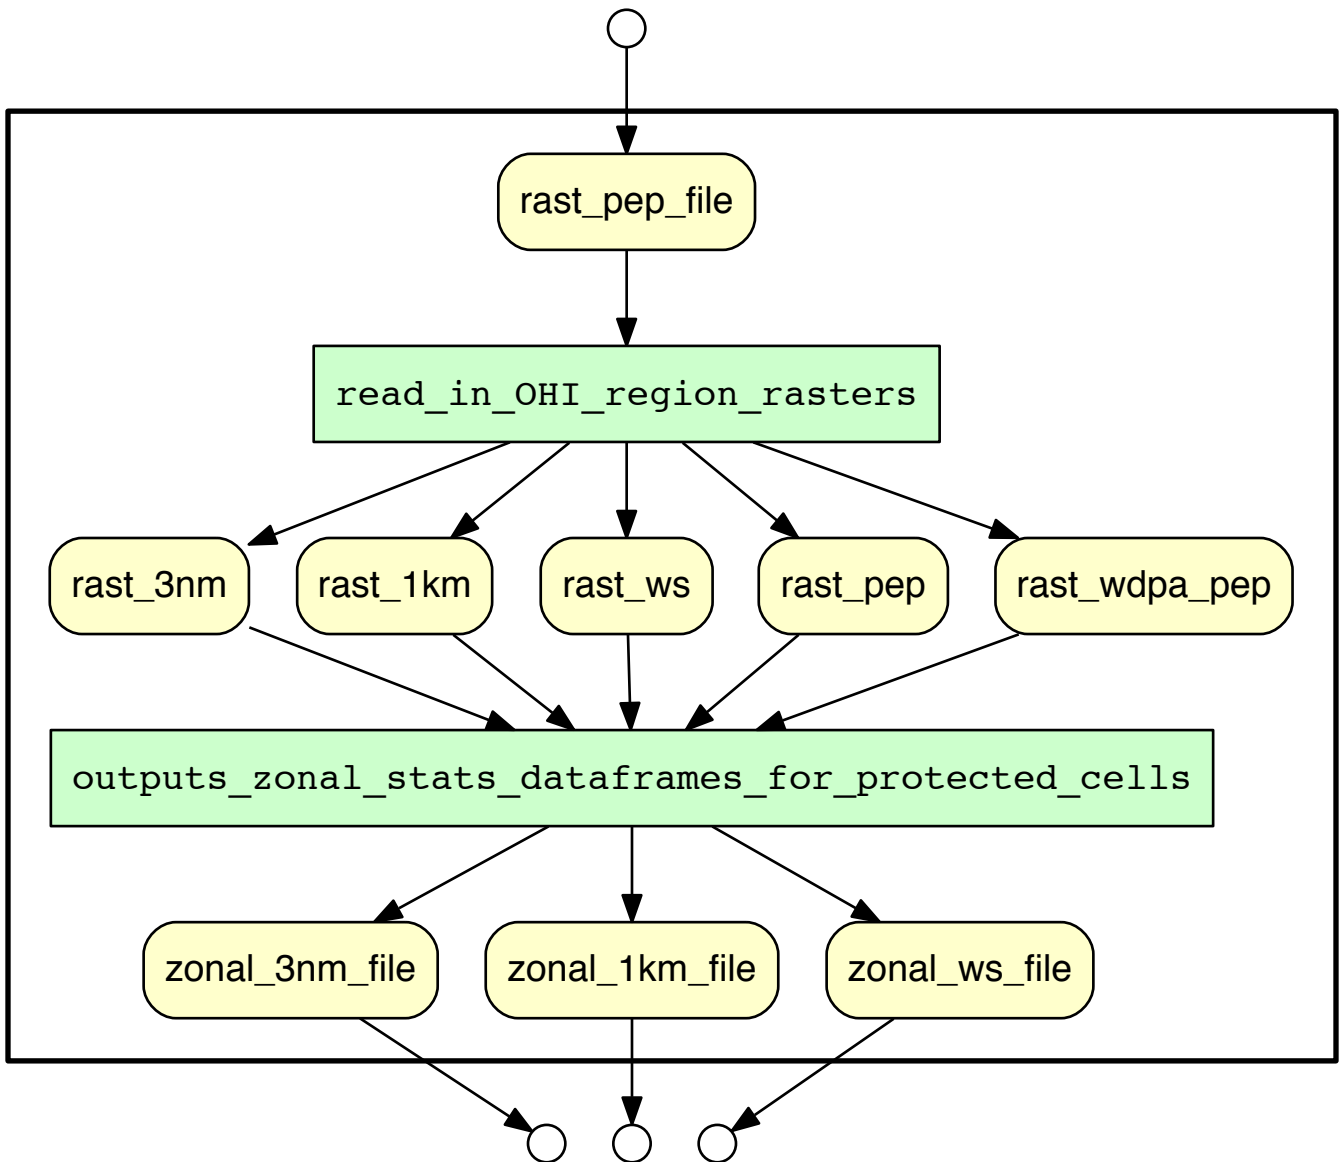 rast_pep_file
read_in_OHI_region_rasters
rast_3nm
rast_1km
rast_ws
rast_pep
rast_wdpa_pep
outputs_zonal_stats_dataframes_for_protected_cells
zonal_3nm_file
zonal_1km_file
zonal_ws_file